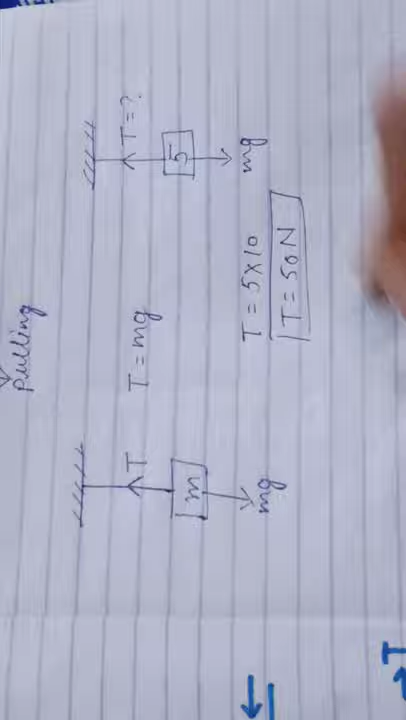 Pulling
T
m
mg
T = mg
T = ?
5
mg
T = 5 x 10
T = 50N
T